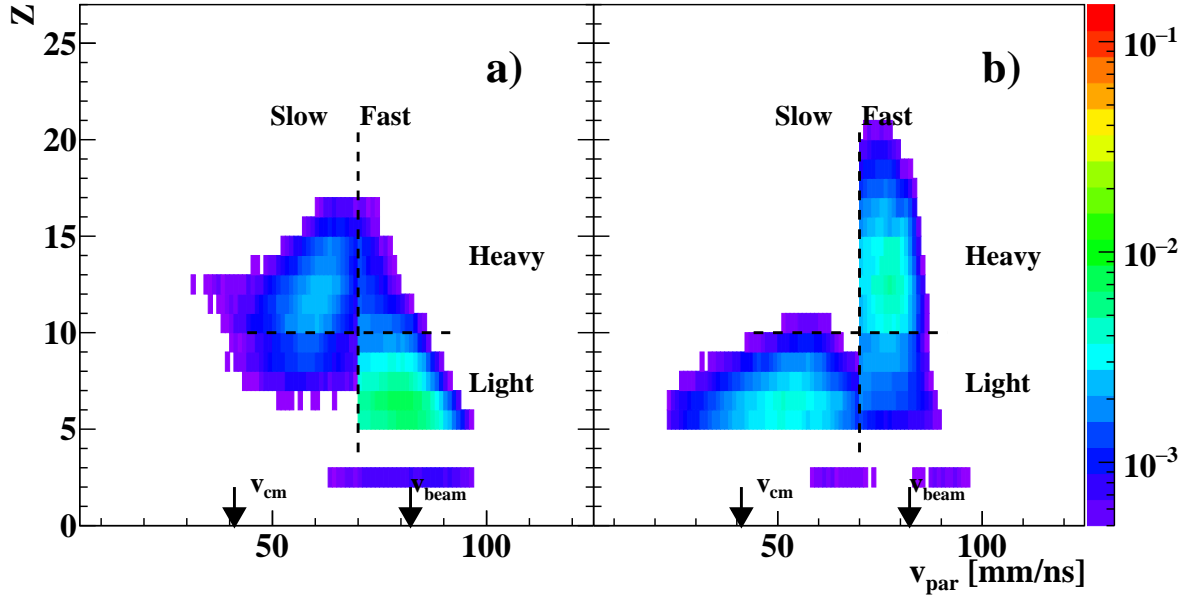 Z
25
20
15
10
5
0
a)
Slow Fast
Heavy
Light
v_cm
v_beam
50
100
b)
Slow Fast
Heavy
Light
v_cm
v_beam
50
100
v_par [mm/ns]
10⁻¹
10⁻²
10⁻³